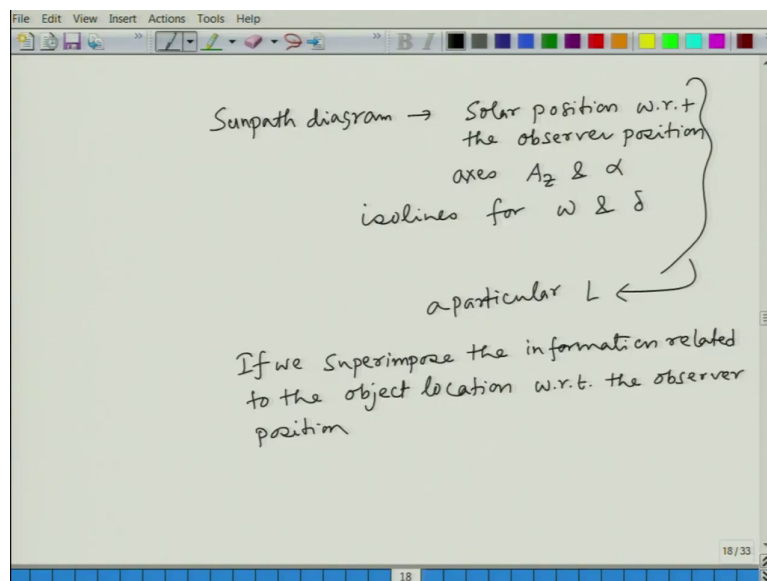 File Edit View Insert Actions Tools Help
B I
Sunpath diagram → Solar position w.r.t
the observer position
axes Az & α
isolines for ω & δ
a particular L ←
If we superimpose the information related
to the object location w.r.t. the observer
position
18 / 33
18